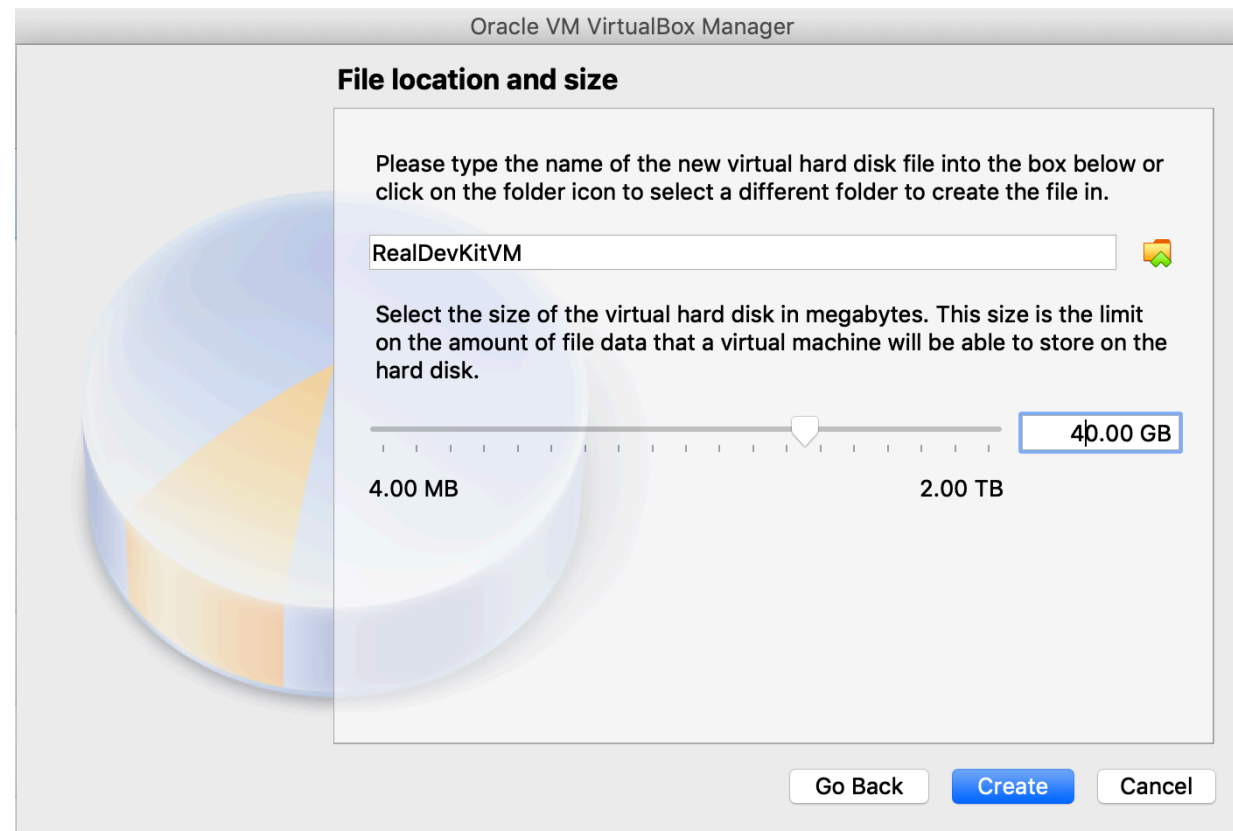 Oracle VM VirtualBox Manager
File location and size
Please type the name of the new virtual hard disk file into the box below or
click on the folder icon to select a different folder to create the file in.
RealDevKitVM
Select the size of the virtual hard disk in megabytes. This size is the limit
on the amount of file data that a virtual machine will be able to store on the
hard disk.
40.00 GB
4.00 MB 2.00 TB
Go Back Create Cancel